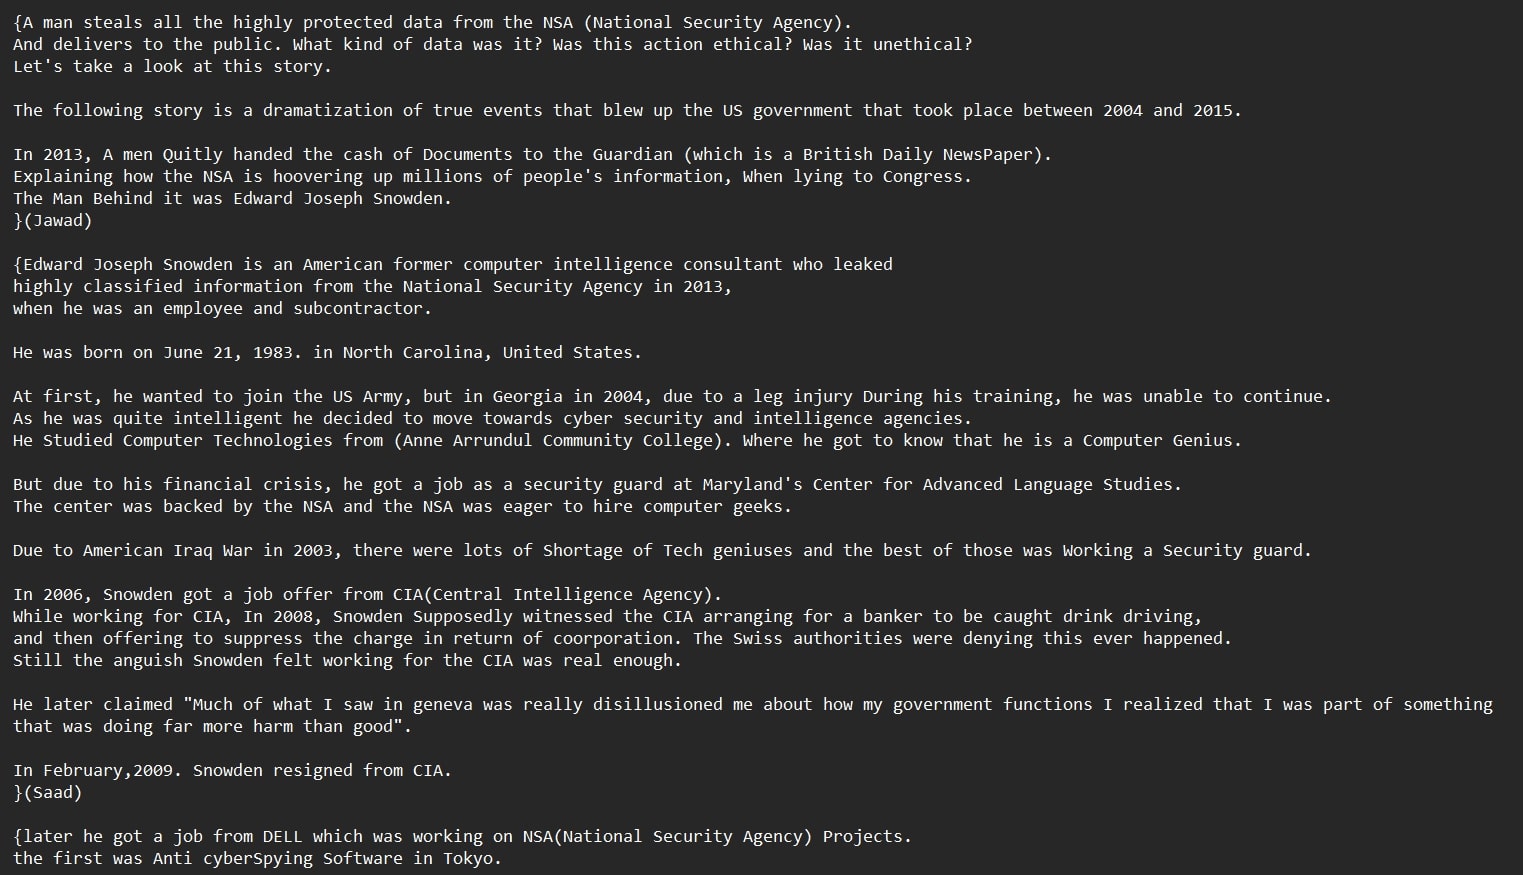 {A man steals all the highly protected data from the NSA (National Security Agency).
And delivers to the public. What kind of data was it? Was this action ethical? Was it unethical?
Let's take a look at this story.
The following story is a dramatization of true events that blew up the US government that took place between 2004 and 2015.
In 2013, A men Quitly handed the cash of Documents to the Guardian (which is a British Daily NewsPaper).
Explaining how the NSA is hoovering up millions of people's information, When lying to Congress.
The Man Behind it was Edward Joseph Snowden.
}(Jawad)
{Edward Joseph Snowden is an American former computer intelligence consultant who leaked
highly classified information from the National Security Agency in 2013,
when he was an employee and subcontractor.
He was born on June 21, 1983. in North Carolina, United States.
At first, he wanted to join the US Army, but in Georgia in 2004, due to a leg injury During his training, he was unable to continue.
As he was quite intelligent he decided to move towards cyber security and intelligence agencies.
He Studied Computer Technologies from (Anne Arrundul Community College). Where he got to know that he is a Computer Genius.
But due to his financial crisis, he got a job as a security guard at Maryland's Center for Advanced Language Studies.
The center was backed by the NSA and the NSA was eager to hire computer geeks.
Due to American Iraq War in 2003, there were lots of Shortage of Tech geniuses and the best of those was Working a Security guard.
In 2006, Snowden got a job offer from CIA(Central Intelligence Agency).
While working for CIA, In 2008, Snowden Supposedly witnessed the CIA arranging for a banker to be caught drink driving,
and then offering to suppress the charge in return of coorporation. The Swiss authorities were denying this ever happened.
Still the anguish Snowden felt working for the CIA was real enough.
He later claimed "Much of what I saw in geneva was really disillusioned me about how my government functions I realized that I was part of something
that was doing far more harm than good".
In February,2009. Snowden resigned from CIA.
}(Saad)
{later he got a job from DELL which was working on NSA(National Security Agency) Projects.
the first was Anti cyberSpying Software in Tokyo.